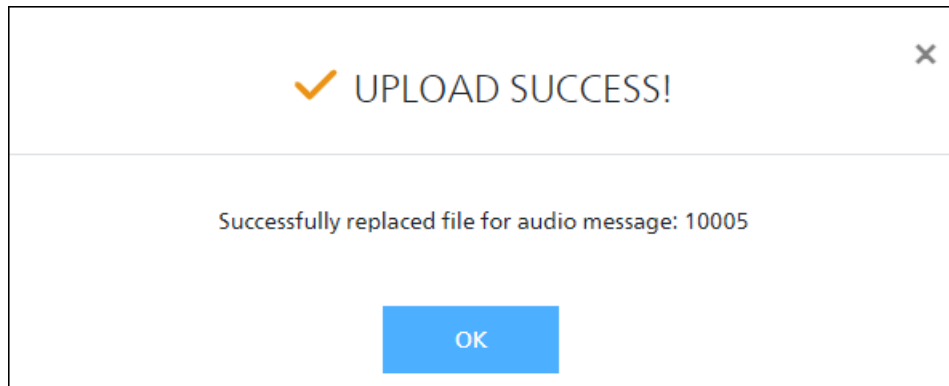 UPLOAD SUCCESS!
Successfully replaced file for audio message: 10005
OK